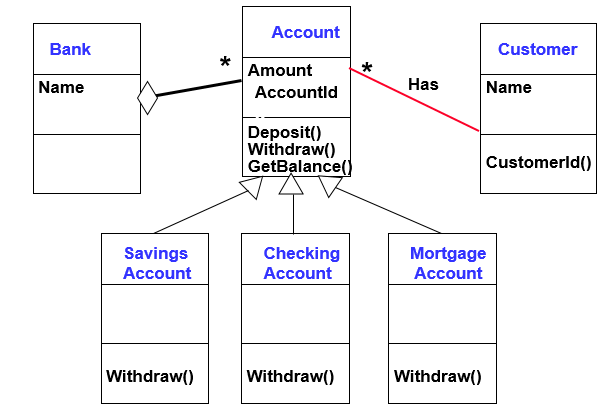 Bank
Name
*
Account
Amount
AccountId
Deposit()
Withdraw()
GetBalance()
*
Has
Customer
Name
CustomerId()
Savings
Account
Withdraw()
Checking
Account
Withdraw()
Mortgage
Account
Withdraw()